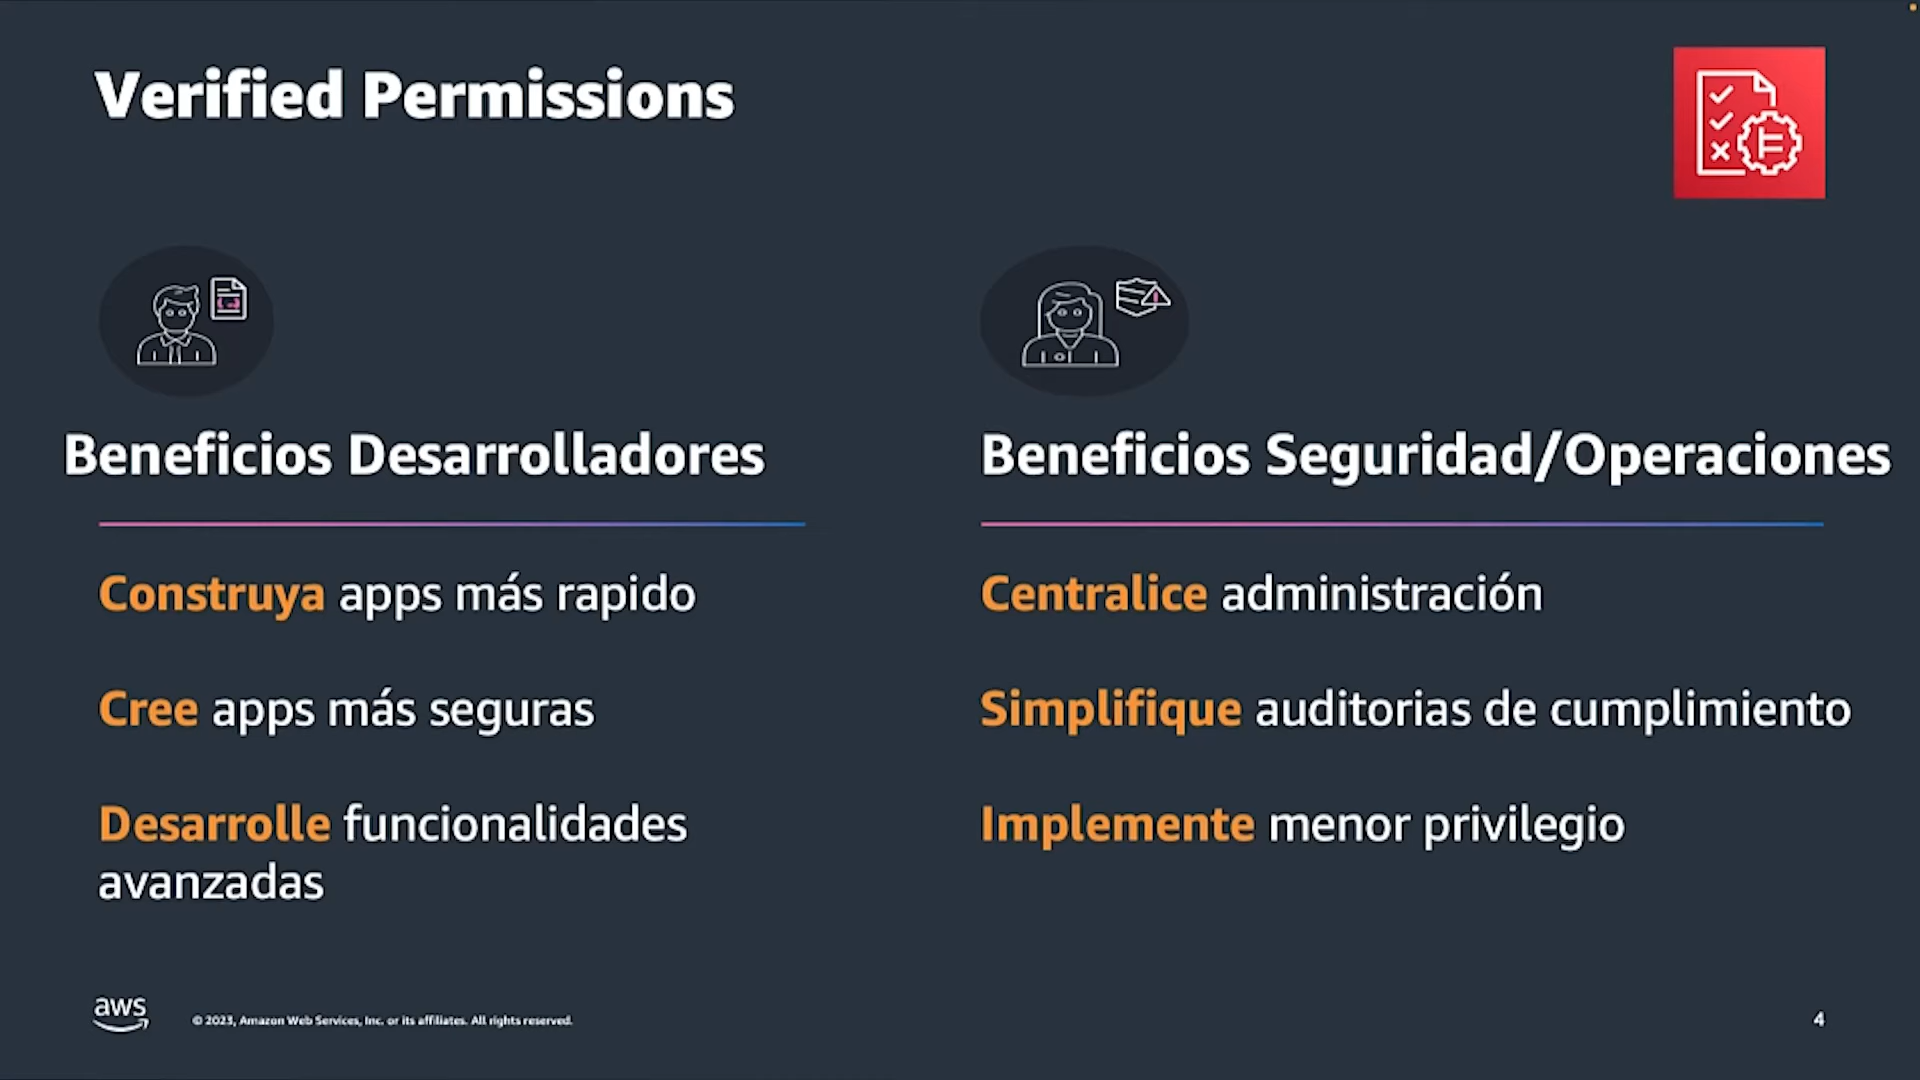 Verified Permissions
Beneficios Desarrolladores
Construya apps más rapido
Cree apps más seguras
Desarrolle funcionalidades
avanzadas
Beneficios Seguridad/Operaciones
Centralice administración
Simplifique auditorias de cumplimiento
Implemente menor privilegio
aws
© 2023, Amazon Web Services, Inc. or its affiliates. All rights reserved.
4